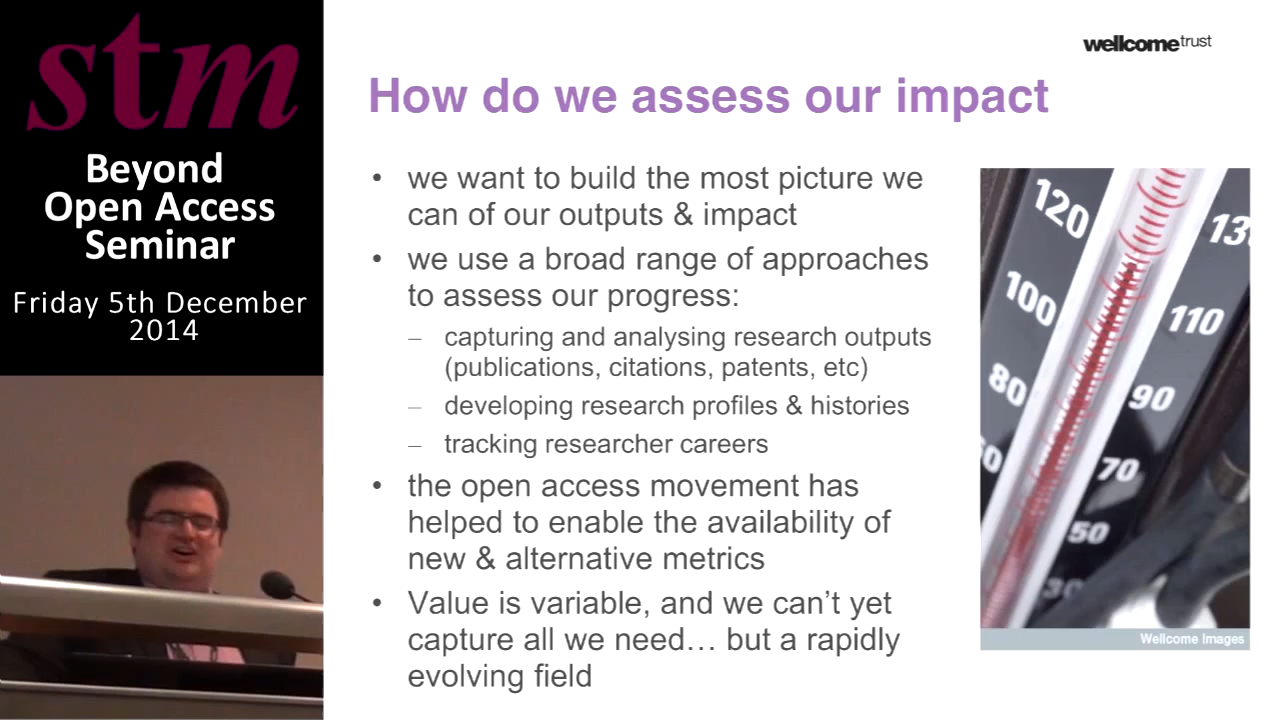 stm
Beyond
Open Access
Seminar
Friday 5th December
2014
wellcometrust
How do we assess our impact
• we want to build the most picture we
can of our outputs & impact
• we use a broad range of approaches
to assess our progress:
– capturing and analysing research outputs
(publications, citations, patents, etc)
– developing research profiles & histories
– tracking researcher careers
• the open access movement has
helped to enable the availability of
new & alternative metrics
• Value is variable, and we can’t yet
capture all we need… but a rapidly
evolving field
120
13
100
110
80
90
60
70
50
30
Wellcome Images